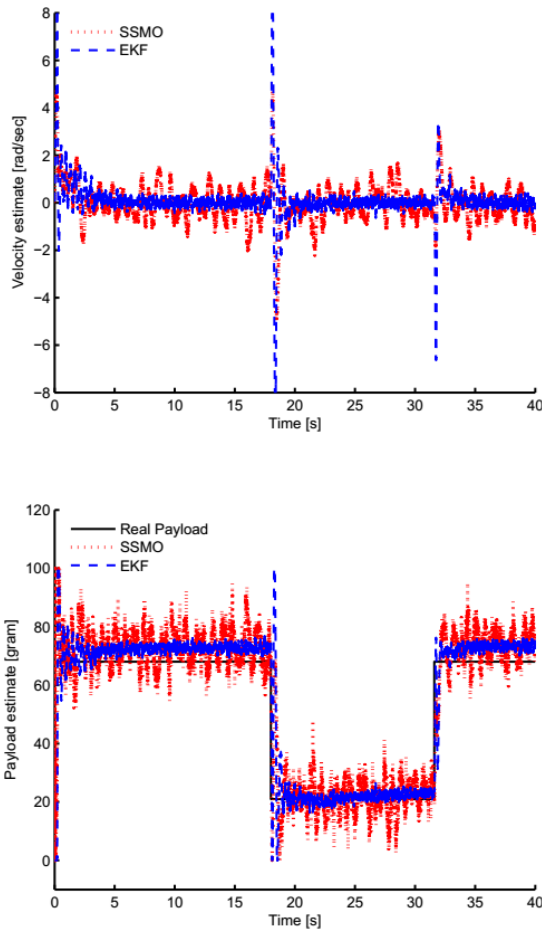 8
SSMO
EKF
6
4
2
0
−2
−4
−6
−8
Velocity estimate [rad/sec]
0 5 10 15 20 25 30 35 40
Time [s]
120
Real Payload
SSMO
EKF
100
80
60
40
20
0
Payload estimate [gram]
0 5 10 15 20 25 30 35 40
Time [s]